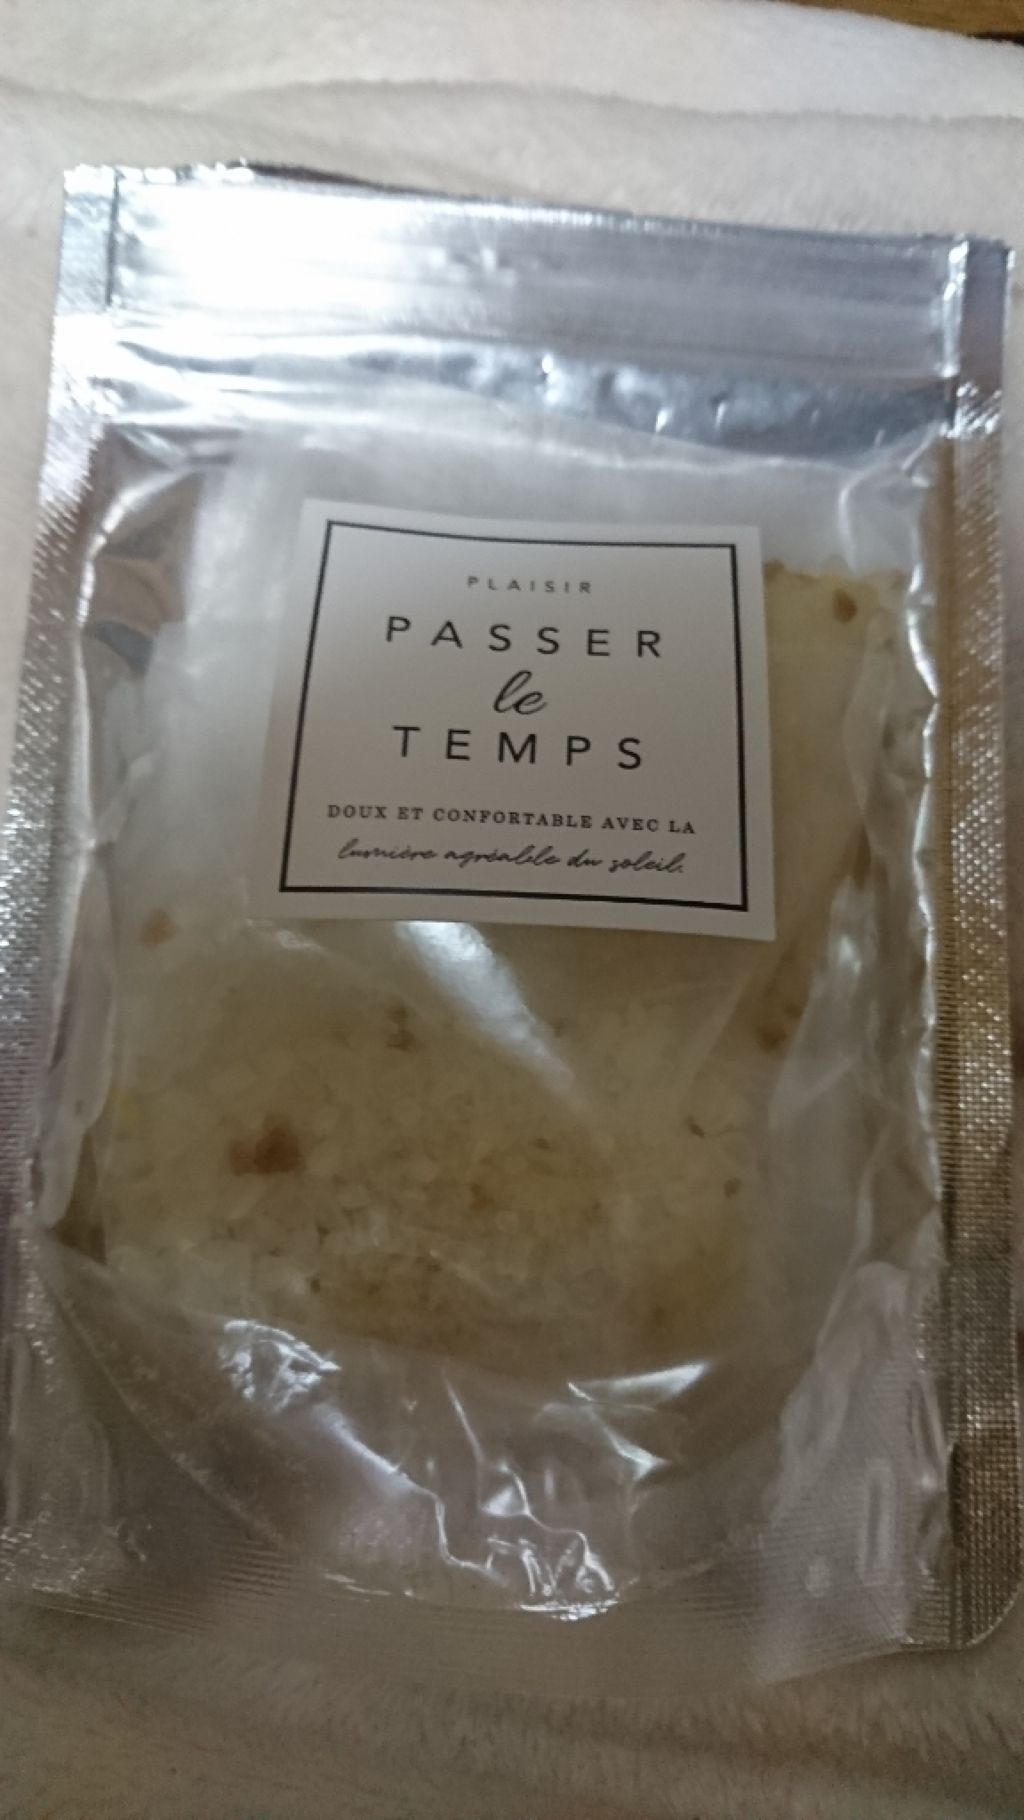 PLAISIR
PASSER
le
TEMPS
DOUX ET CONFORTABLE AVEC LA
lumière agréable du soleil.